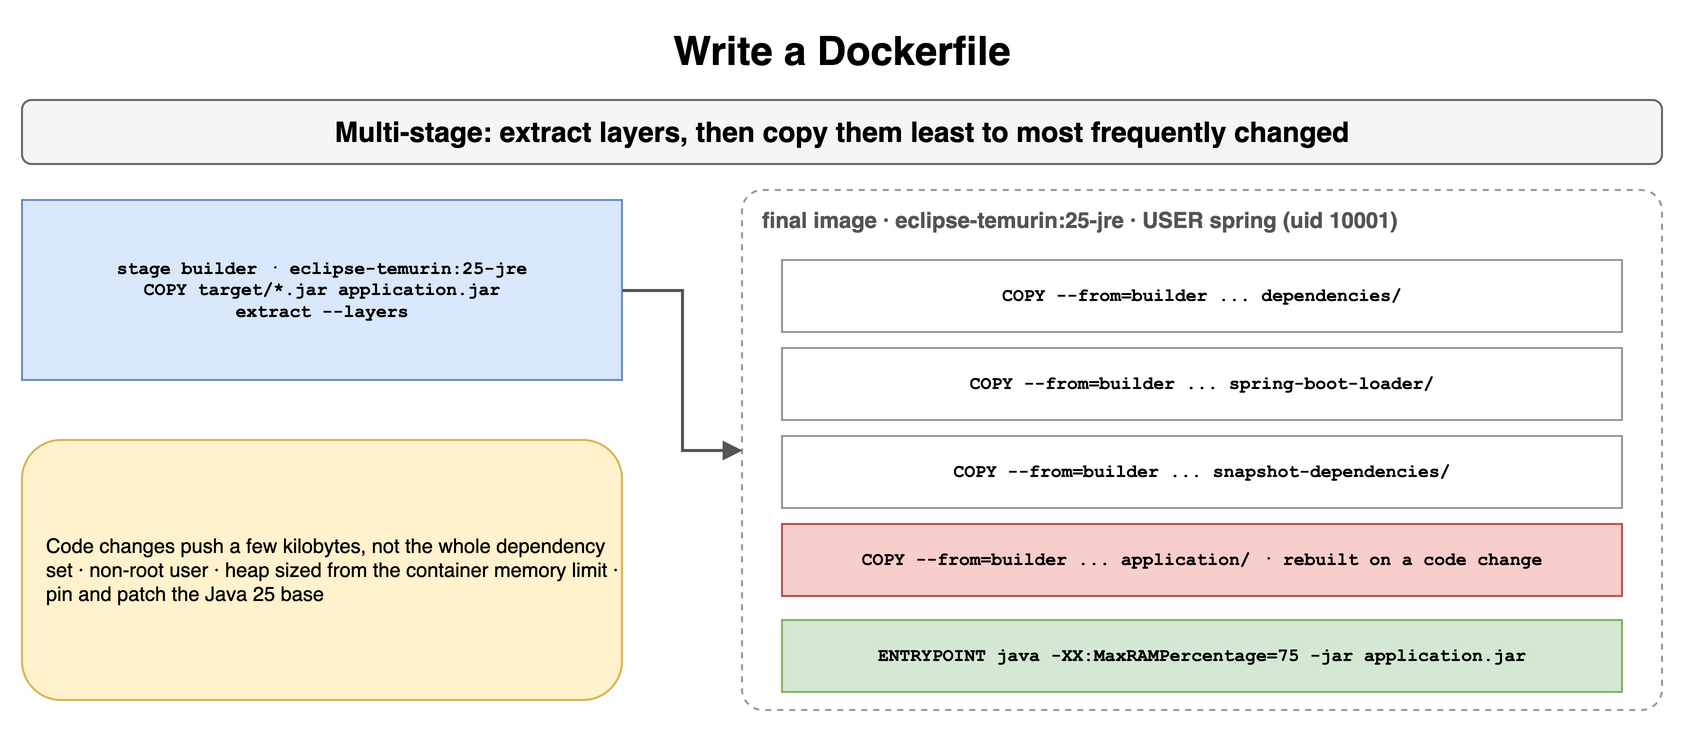 Write a Dockerfile
Multi-stage: extract layers, then copy them least to most frequently changed
stage builder · eclipse-temurin:25-jre
COPY target/*.jar application.jar
extract --layers
Code changes push a few kilobytes, not the whole dependency
set · non-root user · heap sized from the container memory limit ·
pin and patch the Java 25 base
final image · eclipse-temurin:25-jre · USER spring (uid 10001)
COPY --from=builder ... dependencies/
COPY --from=builder ... spring-boot-loader/
COPY --from=builder ... snapshot-dependencies/
COPY --from=builder ... application/ · rebuilt on a code change
ENTRYPOINT java -XX:MaxRAMPercentage=75 -jar application.jar